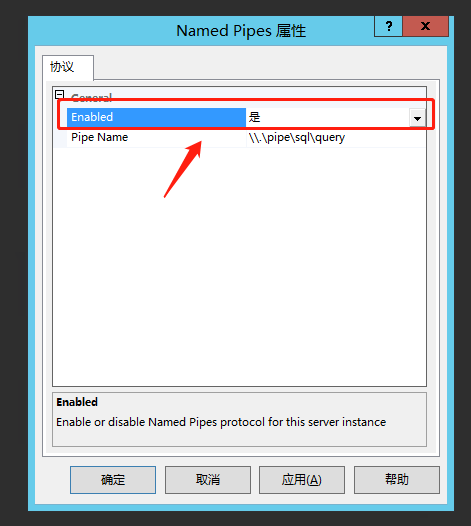 Named Pipes 属性
?
x
协议
General
Enabled 是
Pipe Name \\.\pipe\sql\query
Enabled
Enable or disable Named Pipes protocol for this server instance
确定 取消 应用(A) 帮助